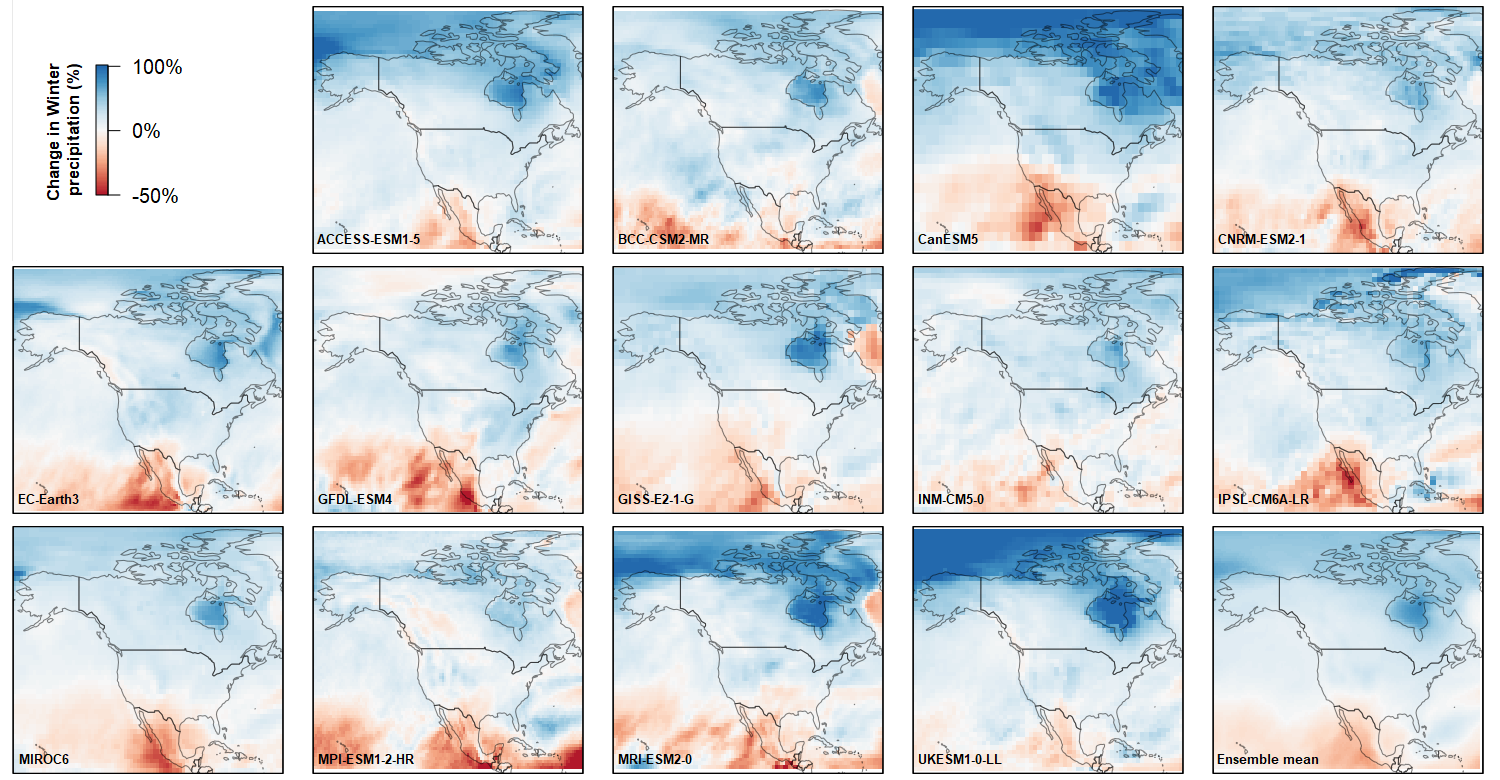 Change in Winter
precipitation (%)
100%
0%
-50%
ACCESS-ESM1-5
BCC-CSM2-MR
CanESM5
CNRM-ESM2-1
EC-Earth3
GFDL-ESM4
GISS-E2-1-G
INM-CM5-0
IPSL-CM6A-LR
MIROC6
MPI-ESM1-2-HR
MRI-ESM2-0
UKESM1-0-LL
Ensemble mean